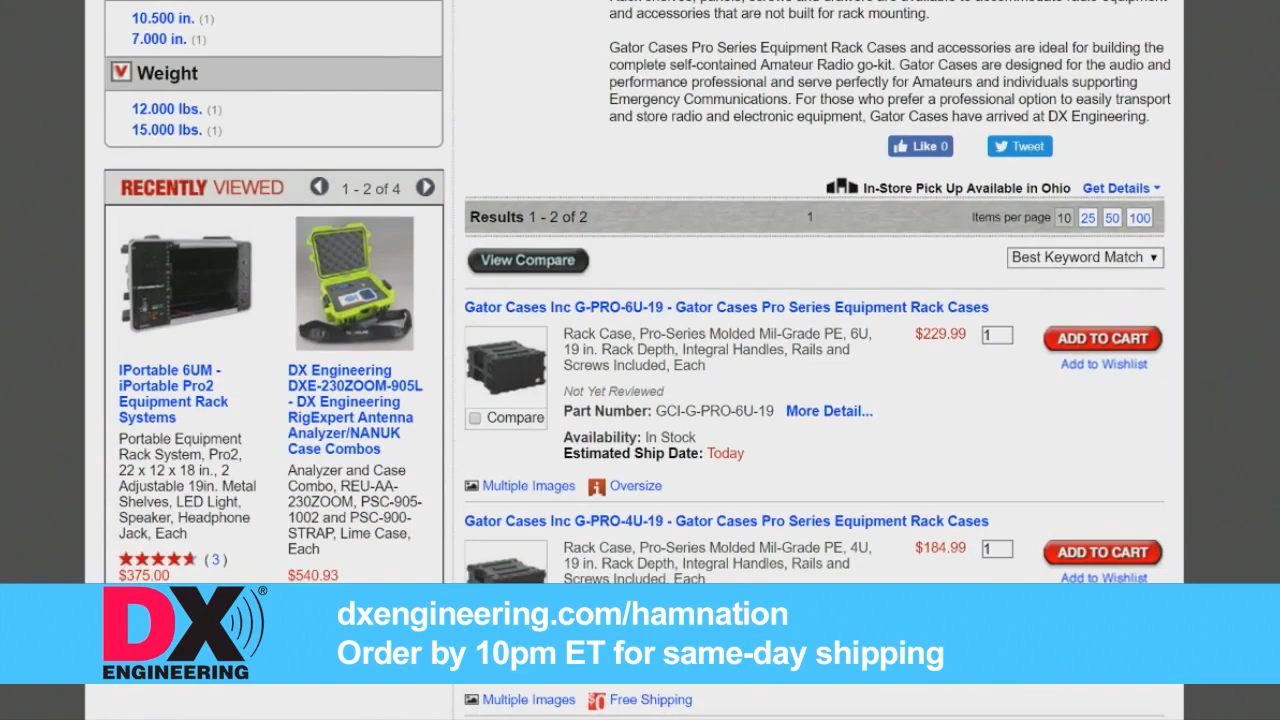 10.500 in. (1)
7.000 in. (1)
Weight
12.000 lbs. (1)
15.000 lbs. (1)
RECENTLY VIEWED
1 - 2 of 4
IPortable 6UM -
iPortable Pro2
Equipment Rack
Systems
Portable Equipment
Rack System, Pro2,
22 x 12 x 18 in., 2
Adjustable 19in. Metal
Shelves, LED Light,
Speaker, Headphone
Jack, Each
( 3 )
$375.00
DX Engineering
DXE-230ZOOM-905L
- DX Engineering
RigExpert Antenna
Analyzer/NANUK
Case Combos
Analyzer and Case
Combo, REU-AA-
230ZOOM, PSC-905-
1002 and PSC-900-
STRAP, Lime Case,
Each
$540.93
and accessories that are not built for rack mounting.
Gator Cases Pro Series Equipment Rack Cases and accessories are ideal for building the
complete self-contained Amateur Radio go-kit. Gator Cases are designed for the audio and
performance professional and serve perfectly for Amateurs and individuals supporting
Emergency Communications. For those who prefer a professional option to easily transport
and store radio and electronic equipment, Gator Cases have arrived at DX Engineering.
Like 0
Tweet
In-Store Pick Up Available in Ohio Get Details
Results 1 - 2 of 2
1
Items per page 10 25 50 100
View Compare
Best Keyword Match
Gator Cases Inc G-PRO-6U-19 - Gator Cases Pro Series Equipment Rack Cases
Rack Case, Pro-Series Molded Mil-Grade PE, 6U,
19 in. Rack Depth, Integral Handles, Rails and
Screws Included, Each
$229.99
1
ADD TO CART
Add to Wishlist
Not Yet Reviewed
Compare
Part Number: GCI-G-PRO-6U-19 More Detail...
Availability: In Stock
Estimated Ship Date: Today
Multiple Images
Oversize
Gator Cases Inc G-PRO-4U-19 - Gator Cases Pro Series Equipment Rack Cases
Rack Case, Pro-Series Molded Mil-Grade PE, 4U,
19 in. Rack Depth, Integral Handles, Rails and
Screws Included, Each
$184.99
1
ADD TO CART
Add to Wishlist
DX®
ENGINEERING
dxengineering.com/hamnation
Order by 10pm ET for same-day shipping
Multiple Images
Free Shipping